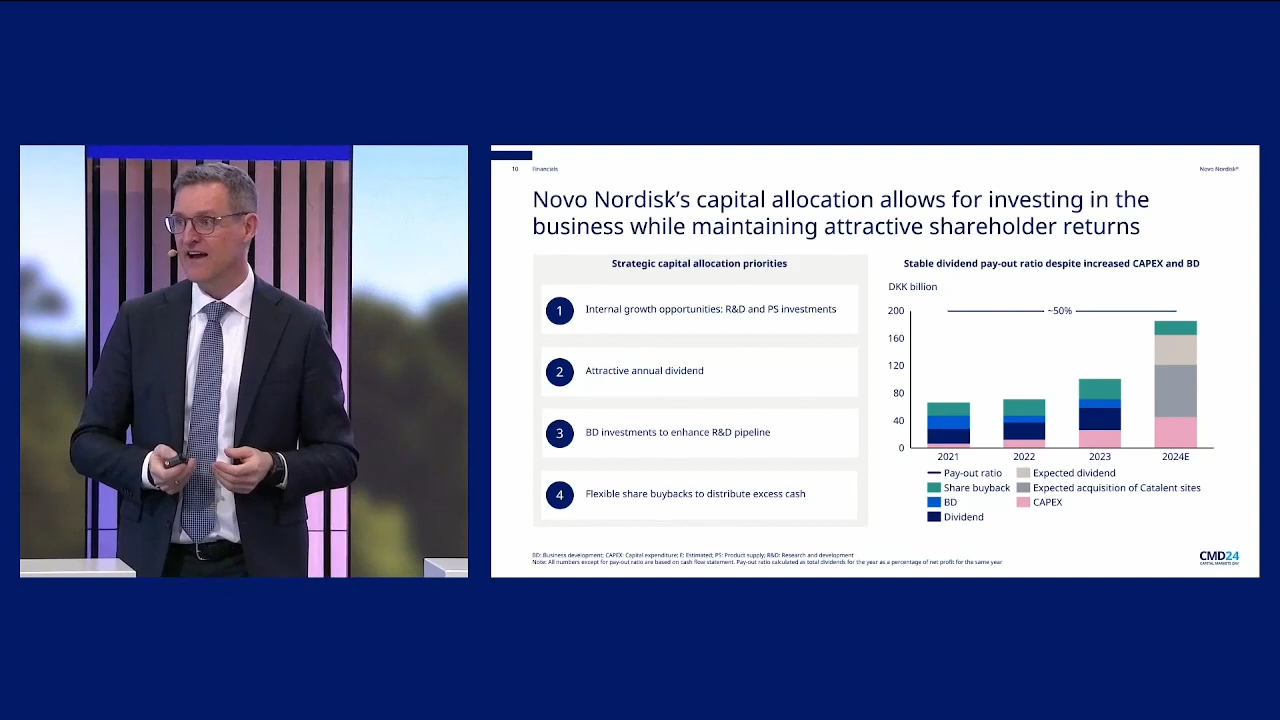 10 Financials
Novo Nordisk®
Novo Nordisk's capital allocation allows for investing in the
business while maintaining attractive shareholder returns
Strategic capital allocation priorities
1 Internal growth opportunities: R&D and PS investments
2 Attractive annual dividend
3 BD investments to enhance R&D pipeline
4 Flexible share buybacks to distribute excess cash
Stable dividend pay-out ratio despite increased CAPEX and BD
DKK billion
200
~50%
160
120
80
40
0
2021 2022 2023 2024E
Pay-out ratio
Share buyback
BD
Dividend
Expected dividend
Expected acquisition of Catalent sites
CAPEX
BD: Business development; CAPEX: Capital expenditure; E: Estimated; PS: Product supply; R&D: Research and development
Note: All numbers except for pay-out ratio are based on cash flow statement. Pay-out ratio calculated as total dividends for the year as a percentage of net profit for the same year
CMD24
CAPITAL MARKETS DAY